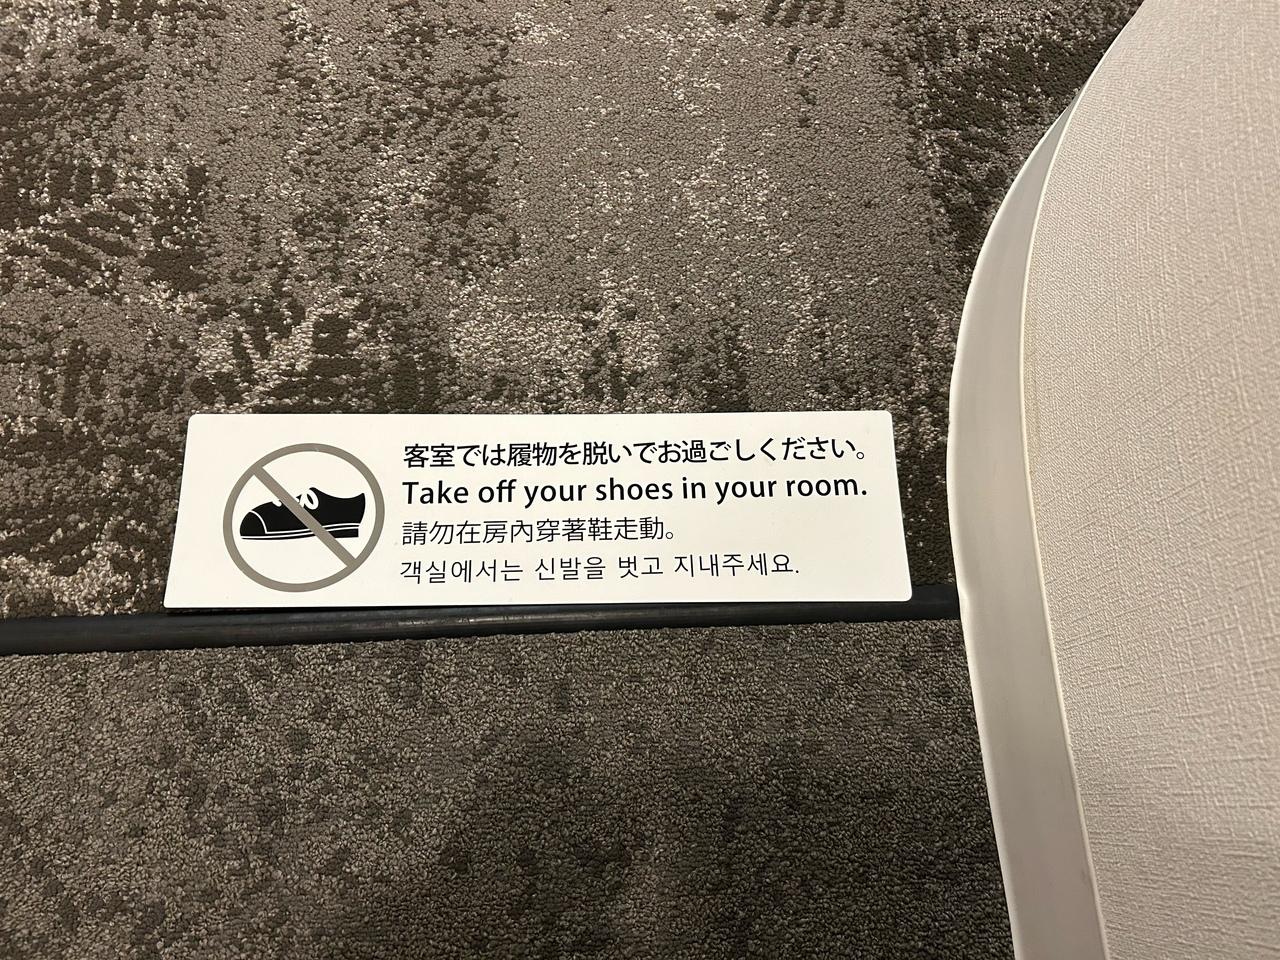 客室では履物を脱いでお過ごしください。
Take off your shoes in your room.
請勿在房內穿著鞋走動。
객실에서는 신발을 벗고 지내주세요.